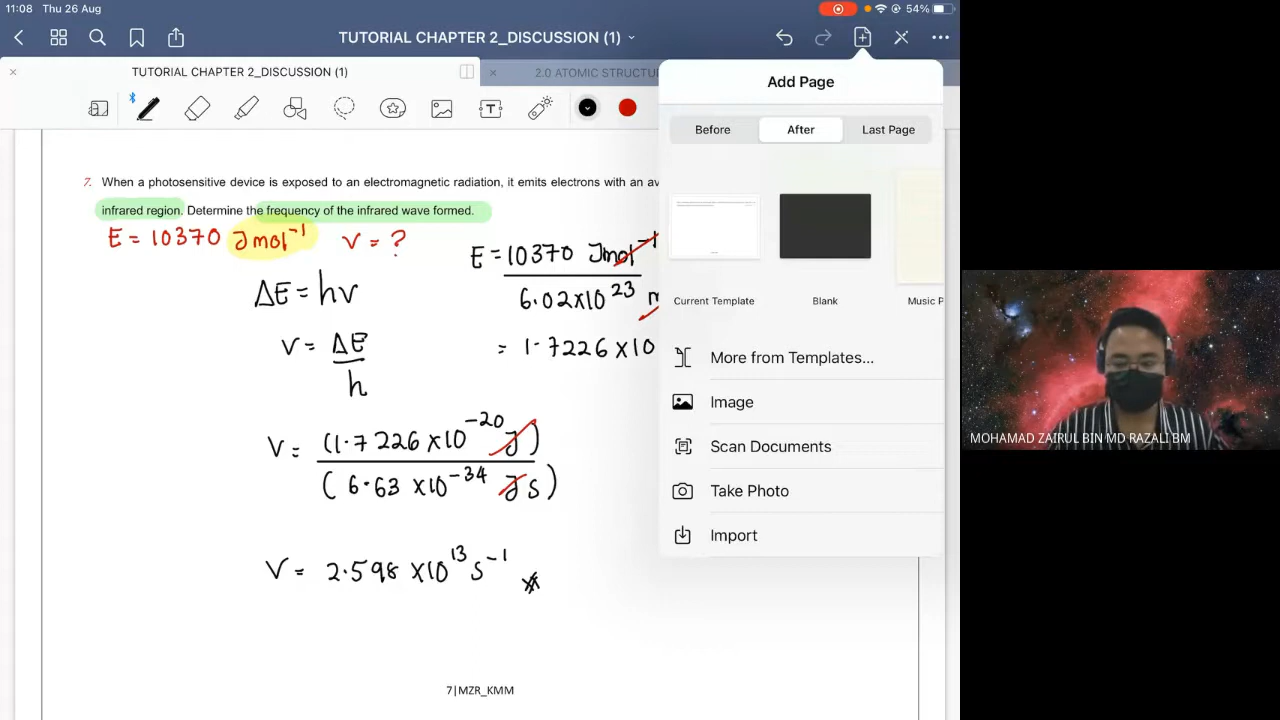 11:08 Thu 26 Aug
54%
TUTORIAL CHAPTER 2_DISCUSSION (1)
TUTORIAL CHAPTER 2_DISCUSSION (1)
2.0 ATOMIC STRUCTU
Add Page
Before After Last Page
Current Template Blank Music P
More from Templates...
Image
Scan Documents
Take Photo
Import
7. When a photosensitive device is exposed to an electromagnetic radiation, it emits electrons with an av
infrared region. Determine the frequency of the infrared wave formed.
E = 10370 Jmol⁻¹ ν = ?
E = 10370 Jmol⁻¹
6.02×10²³ m
= 1.7226 ×10
ΔE = hν
ν = ΔE
h
ν = (1.7226 ×10⁻²⁰ J)
(6.63 ×10⁻³⁴ J s)
ν = 2.598 ×10¹³ s⁻¹
7|MZR_KMM
MOHAMAD ZAIRUL BIN MD RAZALI BM